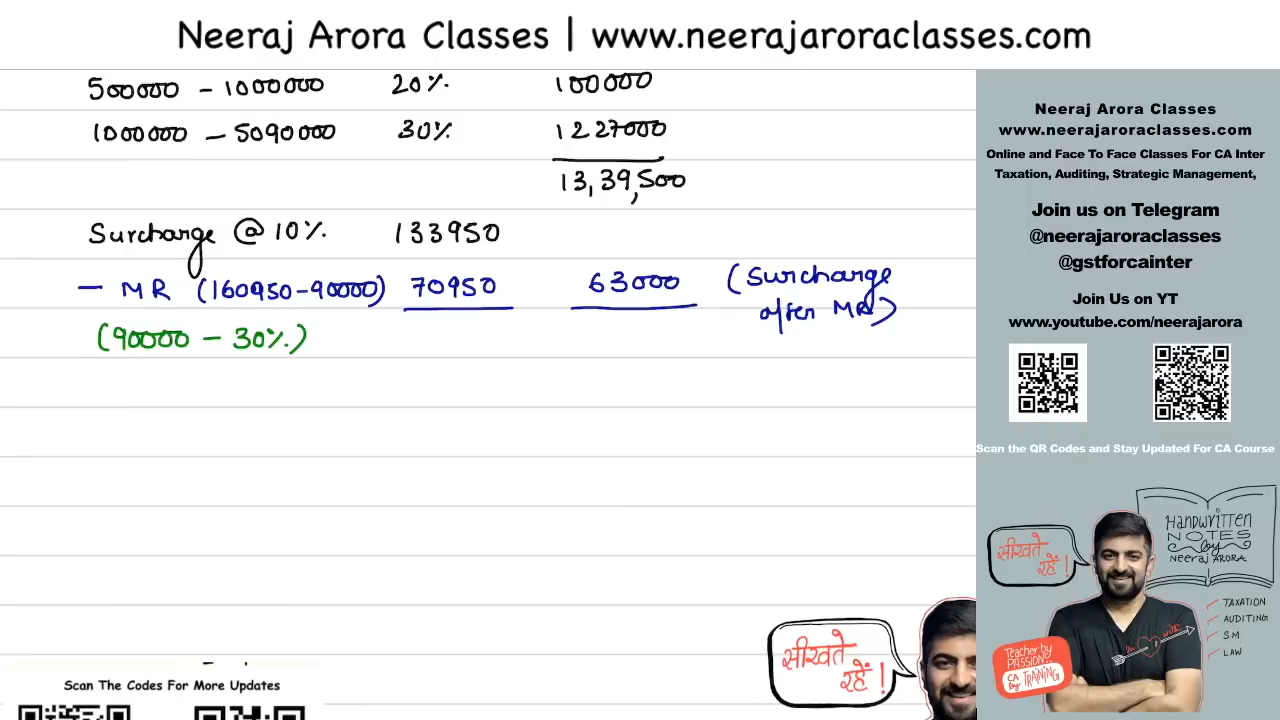 Neeraj Arora Classes | www.neerajaroraclasses.com
500000 - 1000000 20% 100000
1000000 - 5090000 30% 1227000
13,39,500
Surcharge @ 10% 133950
- MR (160950-90000) 70950 63000 (Surcharge after MR)
(90000 - 30%)
Scan The Codes For More Updates
सीखते
रहें !
Neeraj Arora Classes
www.neerajaroraclasses.com
Online and Face To Face Classes For CA Inter
Taxation, Auditing, Strategic Management,
Join us on Telegram
@neerajaroraclasses
@gstforcainter
Join Us on YT
www.youtube.com/neerajarora
Scan the QR Codes and Stay Updated For CA Course
सीखते
रहें !
HANDWRITTEN
NOTES
by
Neeraj ARORA
TAXATION
AUDITING
S.M
LAW
Teacher by
PASSION
CA
by TRAINING